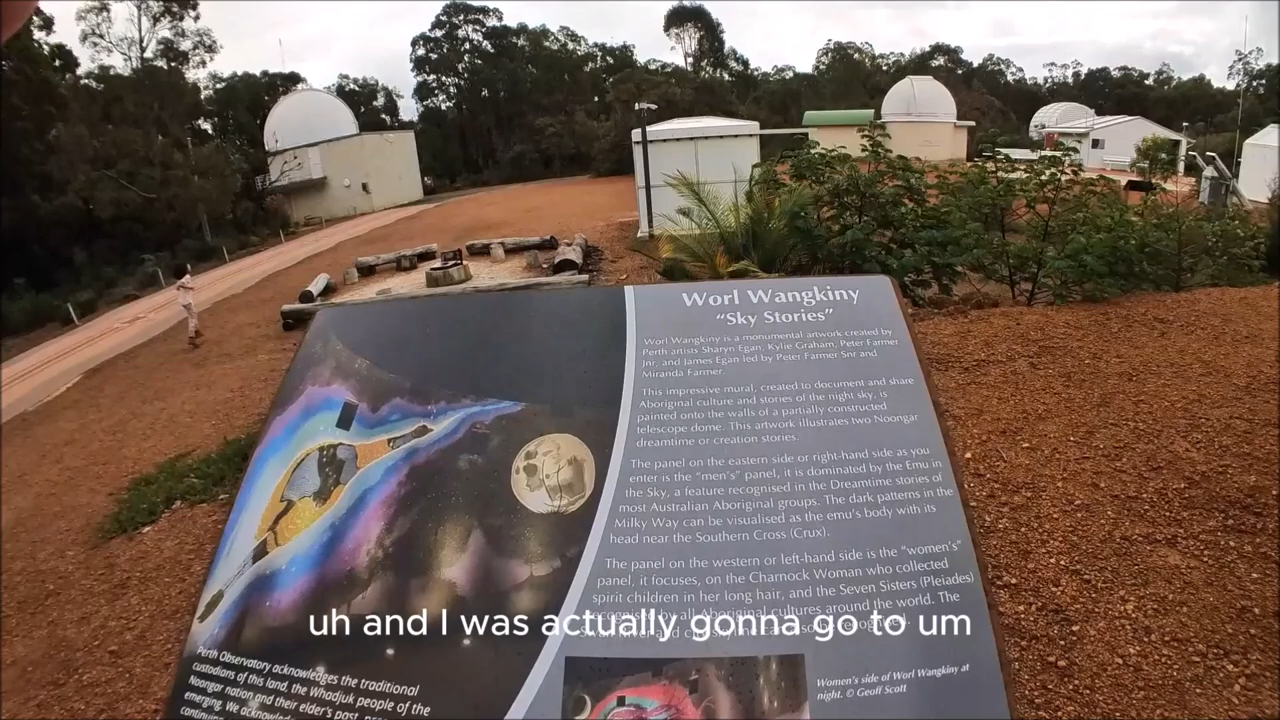 Worl Wangkiny
"Sky Stories"
Worl Wangkiny is a monumental artwork created by
Perth artists Sharyn Egan, Kylie Graham, Peter Farmer
Jnr, and James Egan led by Peter Farmer Snr and
Miranda Farmer.
This impressive mural, created to document and share
Aboriginal culture and stories of the night sky, is
painted onto the walls of a partially constructed
telescope dome. This artwork illustrates two Noongar
dreamtime or creation stories.
The panel on the eastern side or right-hand side as you
enter is the "men's" panel, it is dominated by the Emu in
the Sky, a feature recognised in the Dreamtime stories of
most Australian Aboriginal groups. The dark patterns in the
Milky Way can be visualised as the emu's body with its
head near the Southern Cross (Crux).
The panel on the western or left-hand side is the "women's"
panel, it focuses, on the Charnock Woman who collected
spirit children in her long hair, and the Seven Sisters (Pleiades)
recognised by all Aboriginal cultures around the world. The
Swan River and
uh and I was actually gonna go to um
Women's side of Worl Wangkiny at
night. © Geoff Scott
Perth Observatory acknowledges the traditional
custodians of this land, the Whadjuk people of the
Noongar nation and their elder's past,
emerging. We
continuing